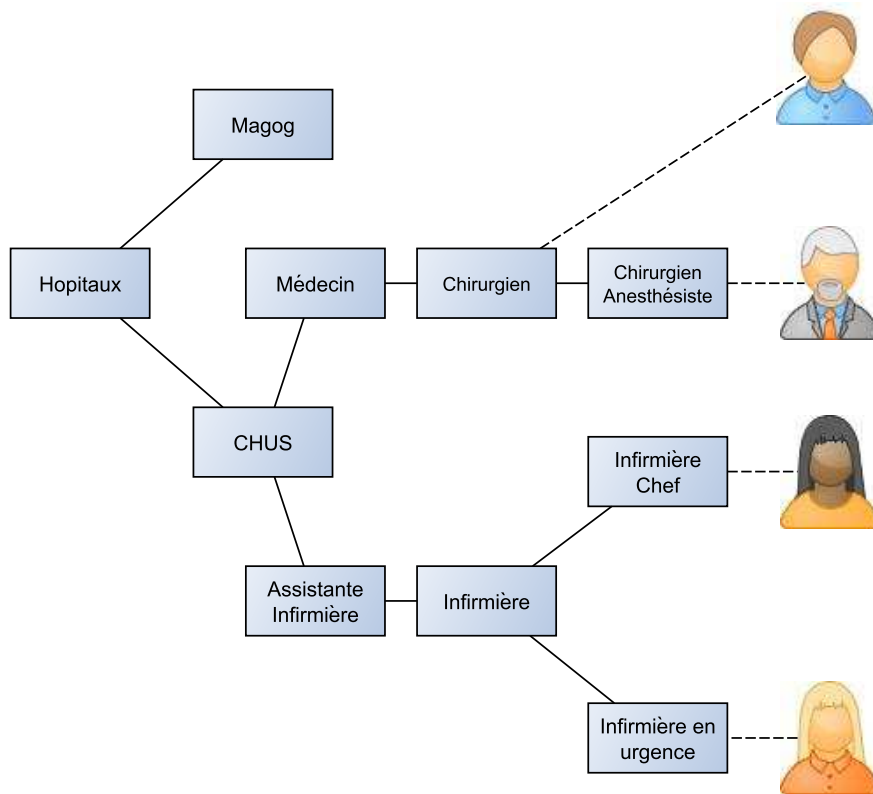 Magog
Hopitaux
Médecin
Chirurgien
Chirurgien
Anesthésiste
CHUS
Infirmière
Chef
Assistante
Infirmière
Infirmière
Infirmière en
urgence